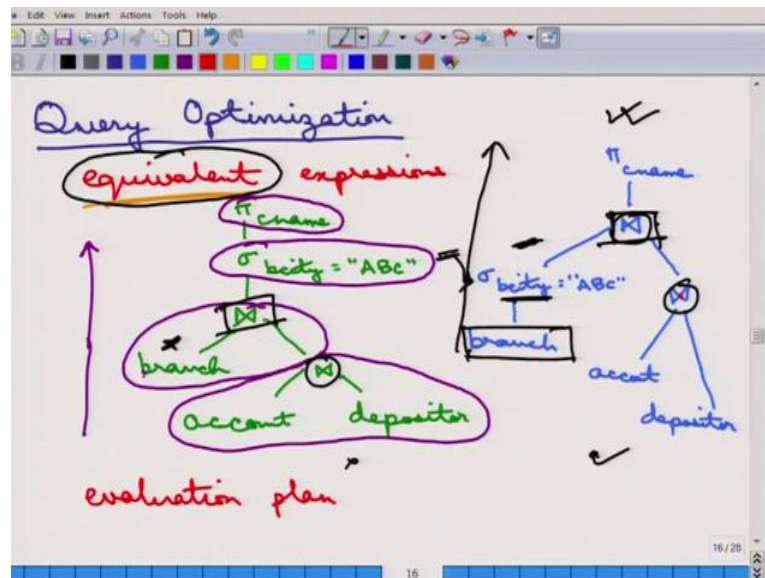 Edit View Insert Actions Tools Help
Query Optimization
equivalent expressions
π cname
σ bcity = "ABC"
⋈
branch
⋈
account depositor
evaluation plan
π cname
⋈
σ bcity = "ABC"
branch
⋈
accont
depositor
16 / 28
16